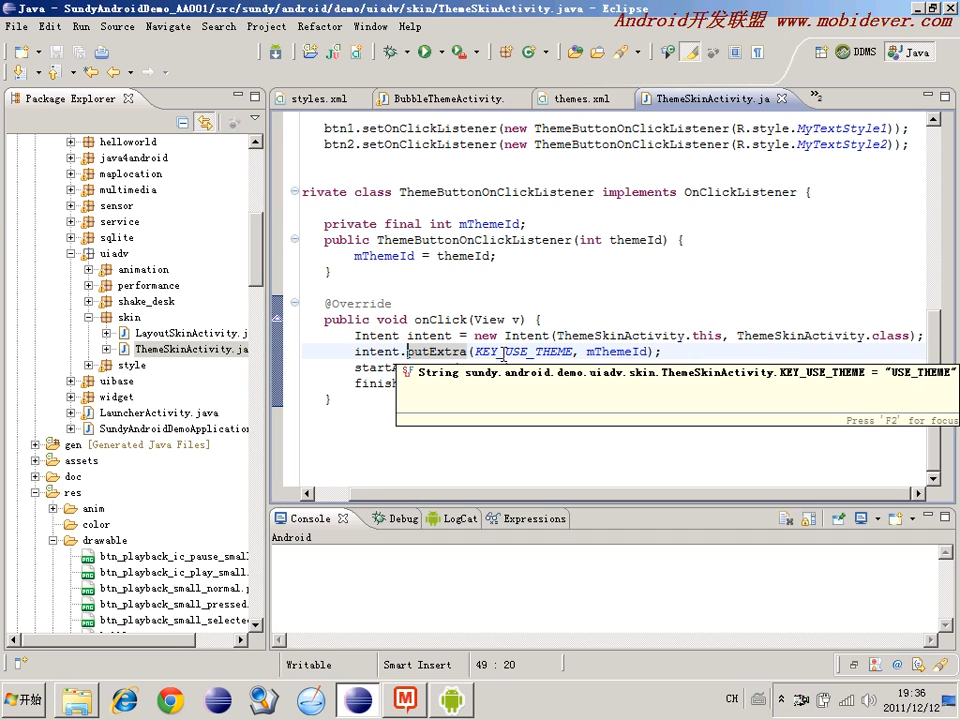 Java - SundyAndroidDemo_AA001/src/sundy/android/demo/uiadv/skin/ThemeSkinActivity.java - Eclipse
Android开发联盟 www.mobidever.com
File Edit Run Source Navigate Search Project Refactor Window Help
DDMS Java
Package Explorer
styles.xml BubbleThemeActivity. themes.xml ThemeSkinActivity.ja »2
helloworld
java4android
maplocation
multimedia
sensor
service
sqlite
uiadv
animation
performance
shake_desk
skin
LayoutSkinActivity.j
ThemeSkinActivity.ja
style
uibase
widget
LauncherActivity.java
SundyAndroidDemoApplication
gen [Generated Java Files]
assets
doc
res
anim
color
drawable
btn_playback_ic_pause_small
btn_playback_ic_play_small.
btn_playback_small_normal.p
btn_playback_small_pressed.
btn_playback_small_selected
btn1.setOnClickListener(new ThemeButtonOnClickListener(R.style.MyTextStyle1));
btn2.setOnClickListener(new ThemeButtonOnClickListener(R.style.MyTextStyle2));
rivate class ThemeButtonOnClickListener implements OnClickListener {
private final int mThemeId;
public ThemeButtonOnClickListener(int themeId) {
mThemeId = themeId;
}
@Override
public void onClick(View v) {
Intent intent = new Intent(ThemeSkinActivity.this, ThemeSkinActivity.class);
intent.putExtra(KEY_USE_THEME, mThemeId);
startA
finish
}
String sundy.android.demo.uiadv.skin.ThemeSkinActivity.KEY_USE_THEME = "USE_THEME"
Press 'F2' for focus
Console Debug LogCat Expressions
Android
Writable Smart Insert 49 : 20
开始
CH
19:36
2011/12/12